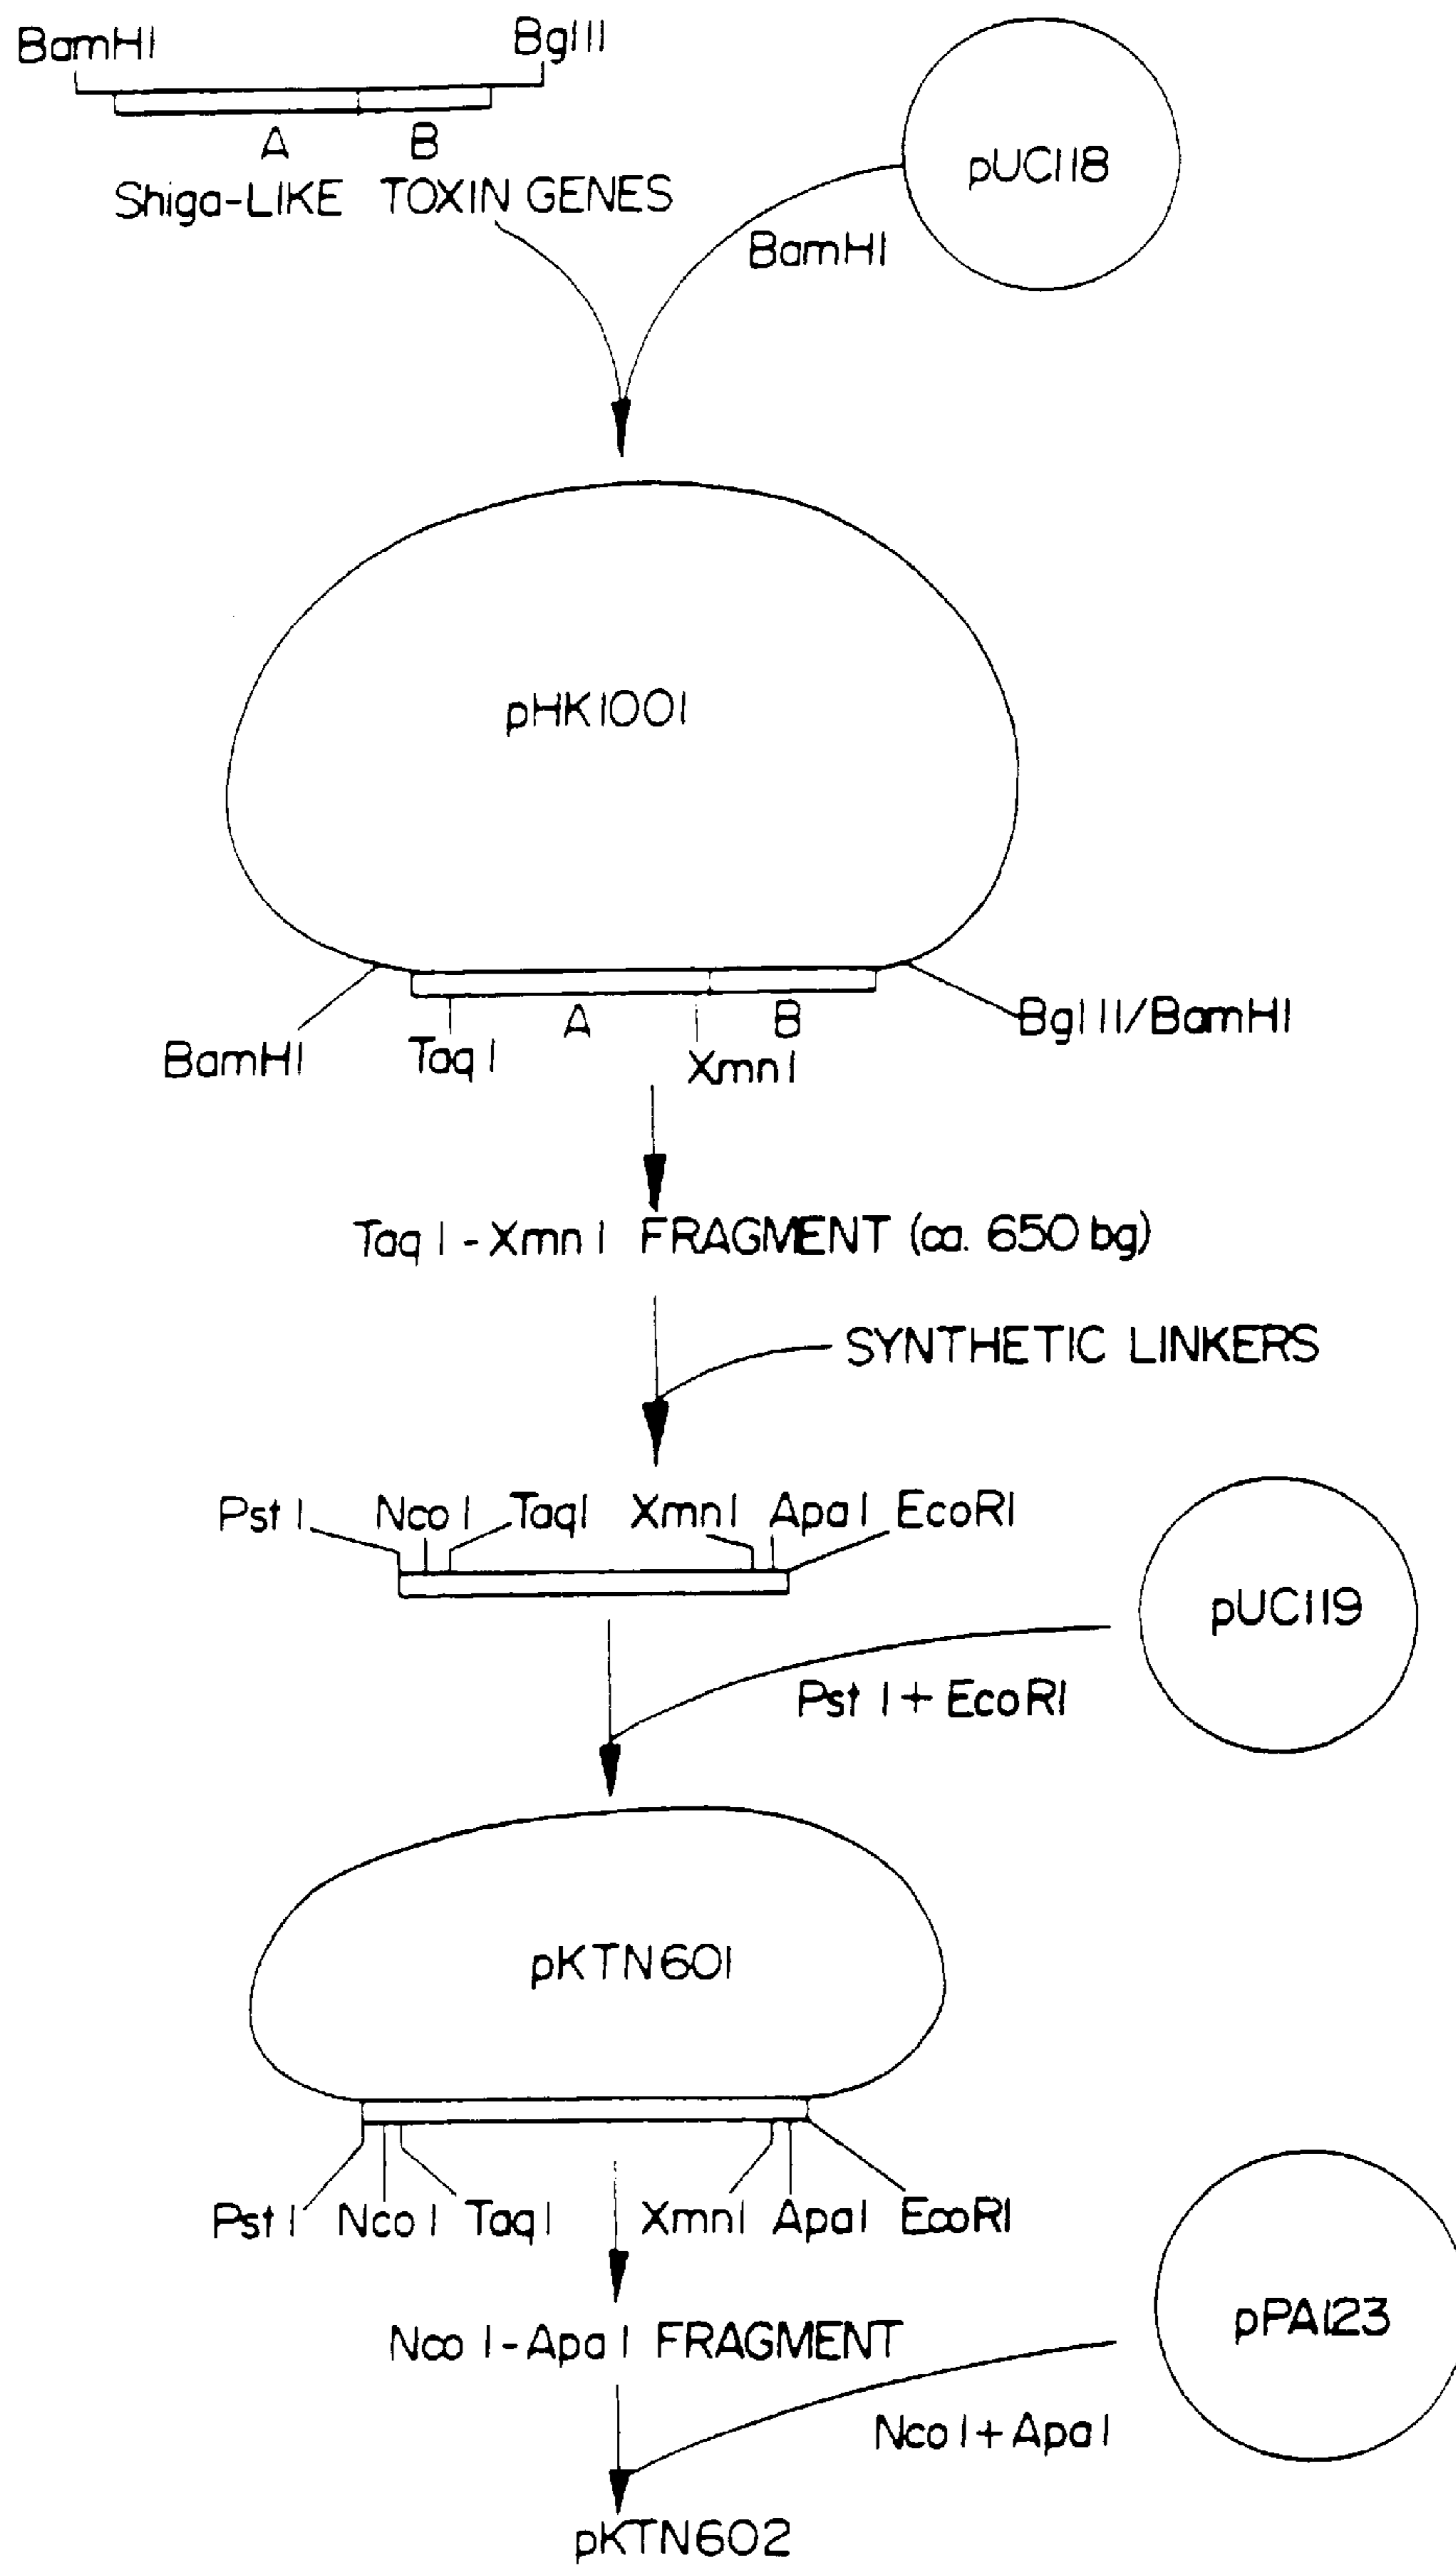 BamHI BglII
A B
Shiga-LIKE TOXIN GENES
pUC118
BamHI
pHK1001
BamHI TaqI A XmnI B BglII/BamHI
TaqI-XmnI FRAGMENT (ca. 650 bg)
SYNTHETIC LINKERS
PstI NcoI TaqI XmnI ApaI EcoRI
pUC119
PstI+EcoRI
pKTN601
PstI NcoI TaqI XmnI ApaI EcoRI
NcoI-ApaI FRAGMENT
pPA123
NcoI+ApaI
pKTN602